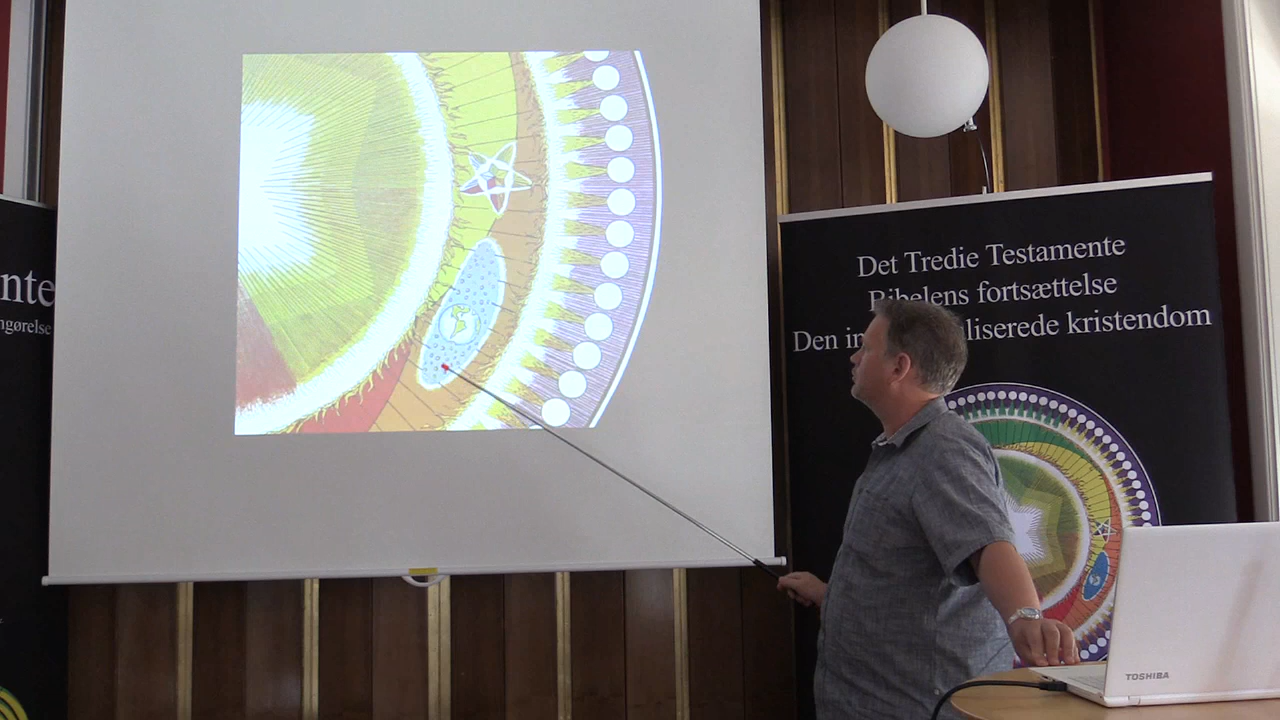 Det Tredie Testamente
Bibelens fortsættelse
Den in liserede kristendom
nte
ngørelse
TOSHIBA